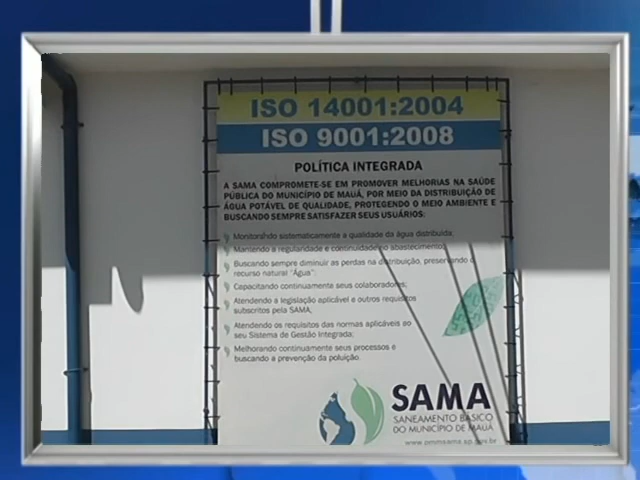 ISO 14001:2004
ISO 9001:2008
POLÍTICA INTEGRADA
A SAMA COMPROMETE-SE EM PROMOVER MELHORIAS NA SAÚDE
PÚBLICA DO MUNICÍPIO DE MAUÁ, POR MEIO DA DISTRIBUIÇÃO DE
ÁGUA POTÁVEL DE QUALIDADE, PROTEGENDO O MEIO AMBIENTE E
BUSCANDO SEMPRE SATISFAZER SEUS USUÁRIOS:
Monitorando sistematicamente a qualidade da água distribuída;
Mantendo a regularidade e continuidade no abastecimento;
Buscando sempre diminuir as perdas na distribuição, preservando o
recurso natural "Água";
Capacitando continuamente seus colaboradores;
Atendendo a legislação aplicável e outros requisitos
subscritos pela SAMA;
Atendendo os requisitos das normas aplicáveis ao
seu Sistema de Gestão Integrada;
Melhorando continuamente seus processos e
buscando a prevenção da poluição.
SAMA
SANEAMENTO BÁSICO
DO MUNICÍPIO DE MAUÁ